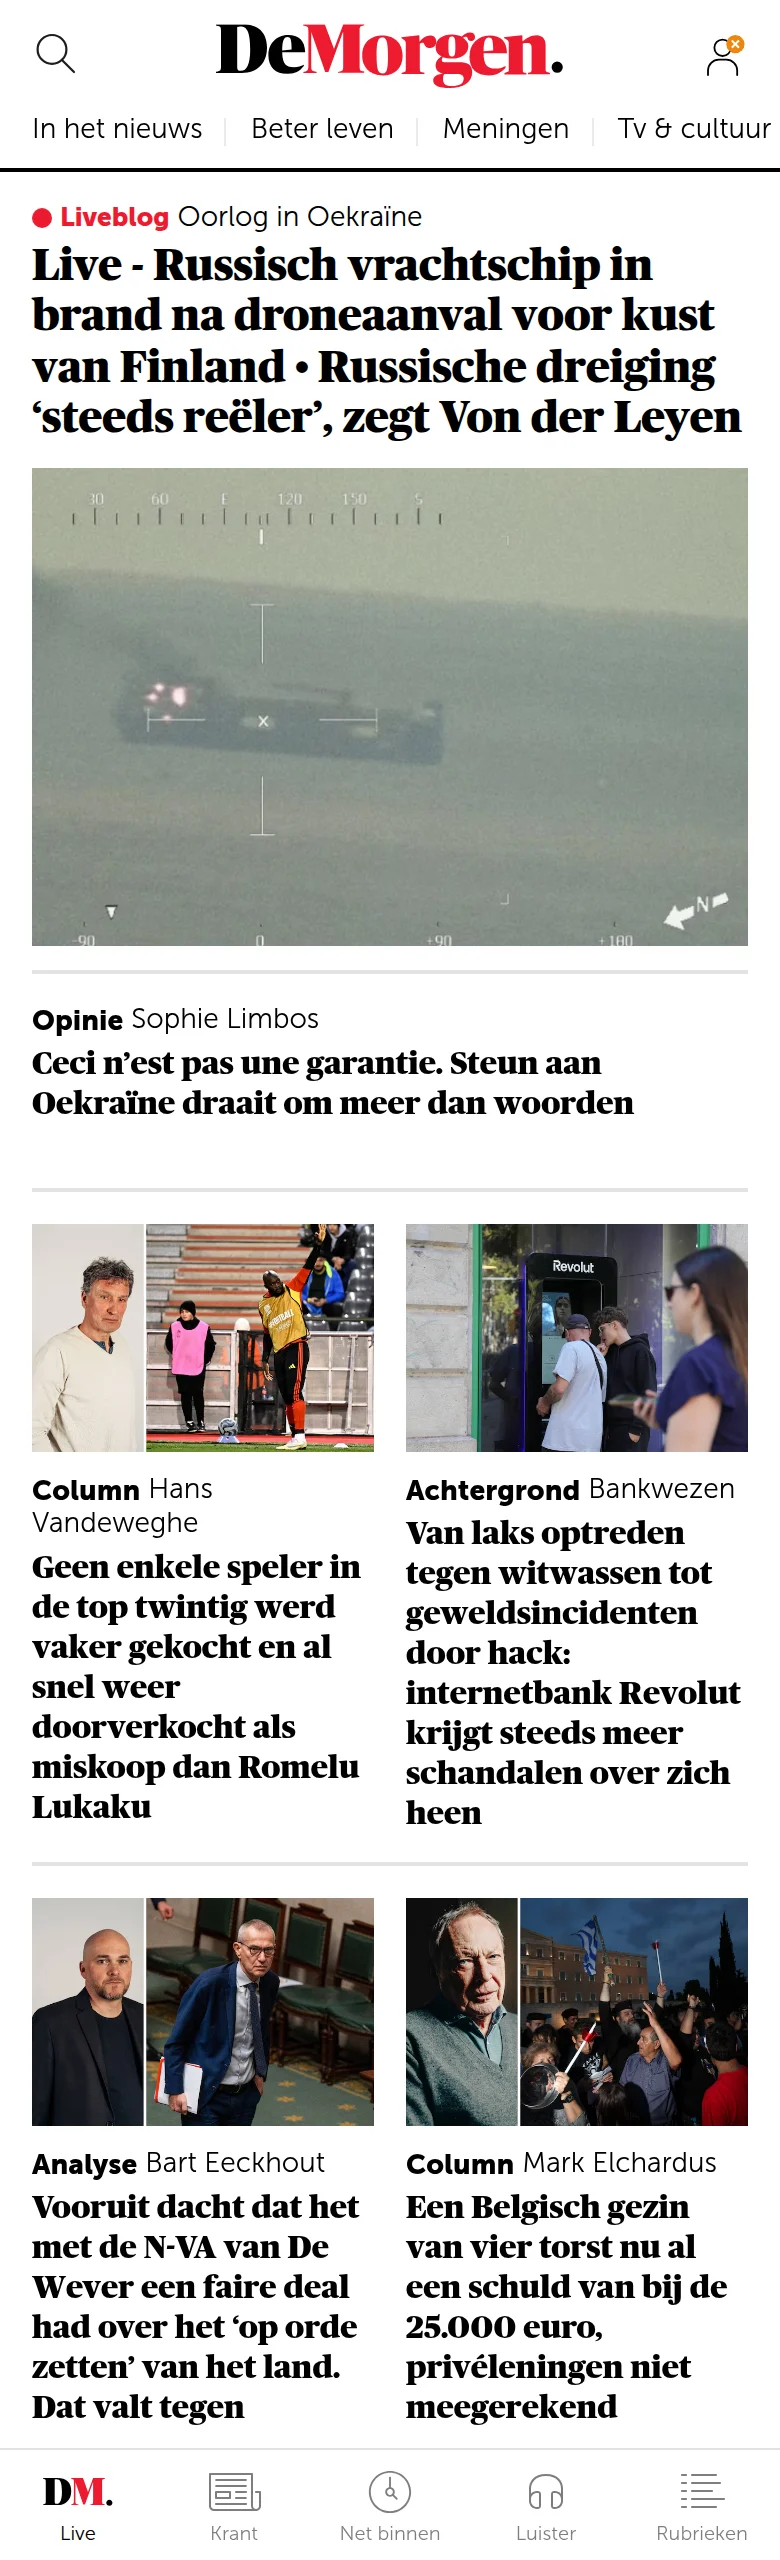 DeMorgen.
In het nieuws
Beter leven
Meningen
Tv & cultuur
Liveblog Oorlog in Oekraïne
Live - Russisch vrachtschip in
brand na droneaanval voor kust
van Finland • Russische dreiging
‘steeds reëler’, zegt Von der Leyen
30 60 E 120 150 S
N
-90 0 +90 +180
Opinie Sophie Limbos
Ceci n’est pas une garantie. Steun aan
Oekraïne draait om meer dan woorden
Revolut
Column Hans
Vandeweghe
Geen enkele speler in
de top twintig werd
vaker gekocht en al
snel weer
doorverkocht als
miskoop dan Romelu
Lukaku
Achtergrond Bankwezen
Van laks optreden
tegen witwassen tot
geweldsincidenten
door hack:
internetbank Revolut
krijgt steeds meer
schandalen over zich
heen
Analyse Bart Eeckhout
Vooruit dacht dat het
met de N-VA van De
Wever een faire deal
had over het ‘op orde
zetten’ van het land.
Dat valt tegen
Column Mark Elchardus
Een Belgisch gezin
van vier torst nu al
een schuld van bij de
25.000 euro,
privéleningen niet
meegerekend
DM.
Live
Krant
Net binnen
Luister
Rubrieken